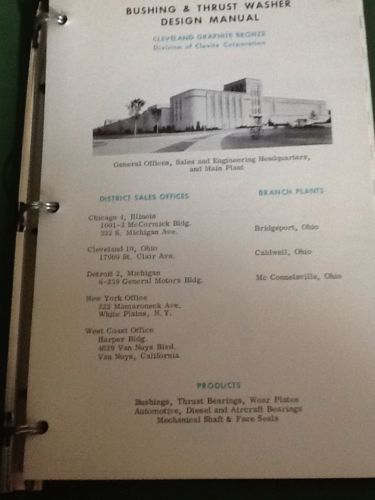 BUSHING & THRUST WASHER
DESIGN MANUAL
CLEVELAND GRAPHITE BRONZE
Division of Clevite Corporation
General Offices, Sales and Engineering Headquarters,
and Main Plant
DISTRICT SALES OFFICES
Chicago 4, Illinois
1001-2 McCormick Bldg.
332 S. Michigan Ave.
Cleveland 10, Ohio
17000 St. Clair Ave.
Detroit 2, Michigan
6-259 General Motors Bldg.
New York Office
222 Mamaroneck Ave.
White Plains, N.Y.
West Coast Office
Harper Bldg.
4629 Van Nuys Blvd.
Van Nuys, California
BRANCH PLANTS
Bridgeport, Ohio
Caldwell, Ohio
Mc Connelsville, Ohio
PRODUCTS
Bushings, Thrust Bearings, Wear Plates
Automotive, Diesel and Aircraft Bearings
Mechanical Shaft & Face Seals